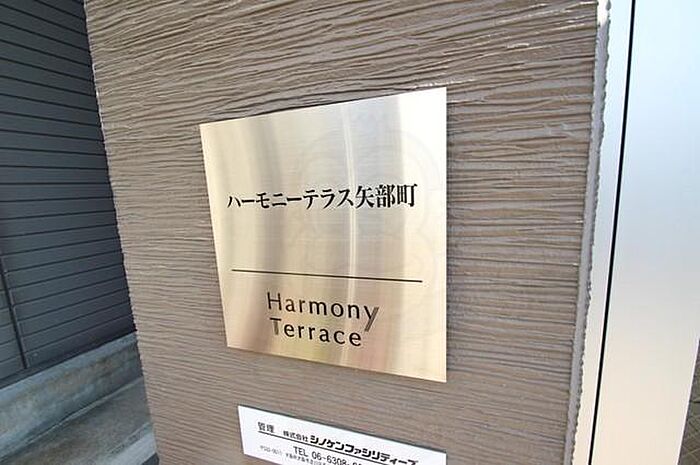 ハーモニーテラス矢部町
Harmony
Terrace
管理 株式会社シノケンファシリティーズ
TEL 06-6308-